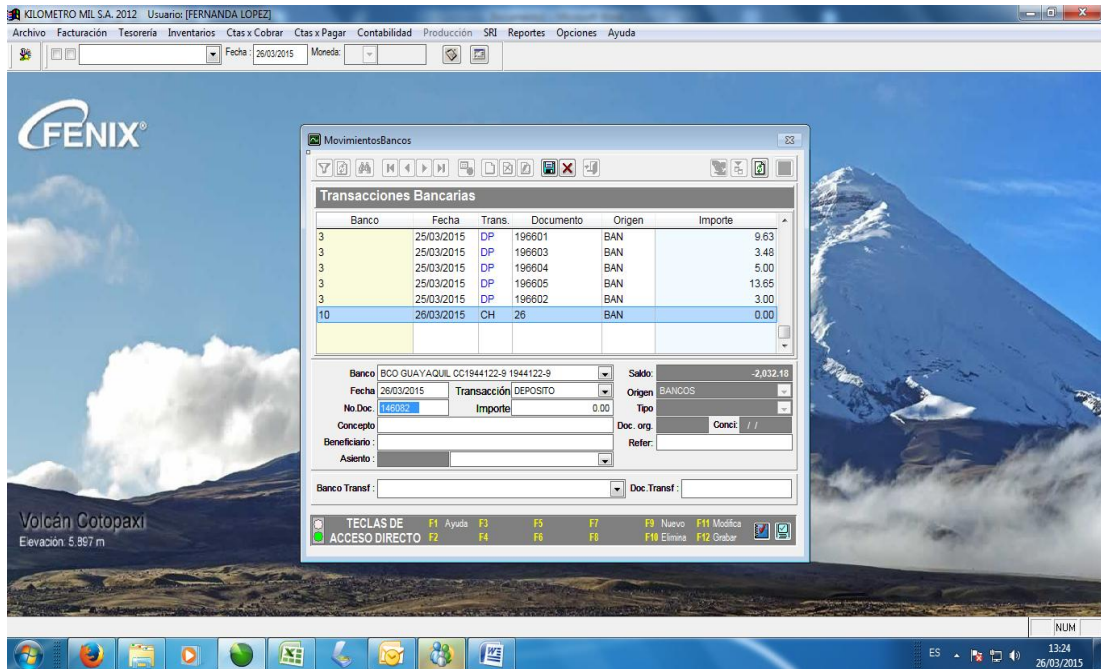 KILOMETRO MIL S.A. 2012 Usuario: [FERNANDA LOPEZ]
Archivo Facturación Tesorería Inventarios Ctas x Cobrar Ctas x Pagar Contabilidad Producción SRI Reportes Opciones Ayuda
Fecha : 26/03/2015 Moneda:
FENIX®
MovimientosBancos
Transacciones Bancarias
Banco Fecha Trans. Documento Origen Importe
3 25/03/2015 DP 196601 BAN 9.63
3 25/03/2015 DP 196603 BAN 3.48
3 25/03/2015 DP 196604 BAN 5.00
3 25/03/2015 DP 196605 BAN 13.65
3 25/03/2015 DP 196602 BAN 3.00
10 26/03/2015 CH 26 BAN 0.00
Banco BCO GUAYAQUIL CC1944122-9 1944122-9 Saldo: -2,032.18
Fecha 26/03/2015 Transacción DEPOSITO Origen BANCOS
No.Doc. 146082 Importe 0.00 Tipo
Concepto Doc. org. Conci: / /
Beneficiario : Refer:
Asiento :
Banco Transf : Doc.Transf :
TECLAS DE F1 Ayuda F3 F5 F7 F9 Nuevo F11 Modifica
ACCESO DIRECTO F2 F4 F6 F8 F10 Elimina F12 Grabar
Volcán Cotopaxi
Elevación: 5.897 m
NUM
ES 13:24
26/03/2015